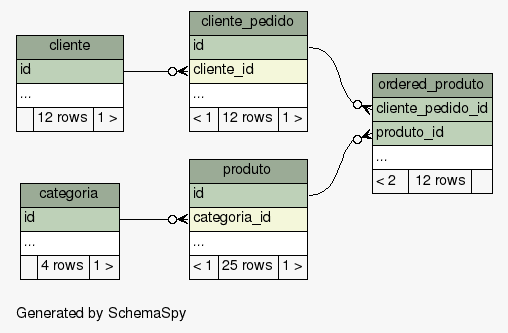 cliente
id
...
12 rows 1 >
cliente_pedido
id
cliente_id
...
< 1 12 rows 1 >
ordered_produto
cliente_pedido_id
produto_id
...
< 2 12 rows
categoria
id
...
4 rows 1 >
produto
id
categoria_id
...
< 1 25 rows 1 >
Generated by SchemaSpy